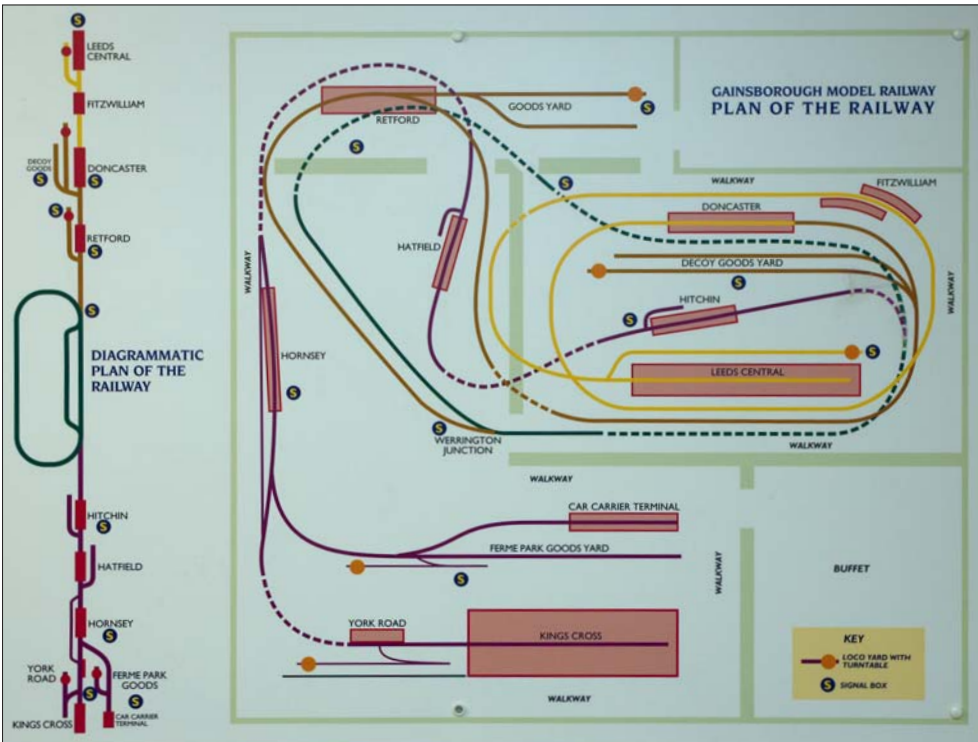 S
LEEDS
CENTRAL
FITZWILLIAM
DECOY
GOODS
S
DONCASTER
S
S
RETFORD
S
S
DIAGRAMMATIC
PLAN OF THE
RAILWAY
HITCHIN
S
HATFIELD
HORNSEY
S
YORK
ROAD
FERME PARK
GOODS
S
S
KINGS CROSS
CAR CARRIER
TERMINAL
GAINSBOROUGH MODEL RAILWAY
PLAN OF THE RAILWAY
RETFORD
GOODS YARD
S
S
WALKWAY
S
FITZWILLIAM
DONCASTER
HATFIELD
DECOY GOODS YARD
S
WALKWAY
WALKWAY
HITCHIN
S
HORNSEY
S
S
LEEDS CENTRAL
S
WERRINGTON
JUNCTION
WALKWAY
WALKWAY
CAR CARRIER TERMINAL
FERME PARK GOODS YARD
S
WALKWAY
BUFFET
YORK ROAD
KINGS CROSS
WALKWAY
KEY
LOCO YARD WITH
TURNTABLE
S SIGNAL BOX